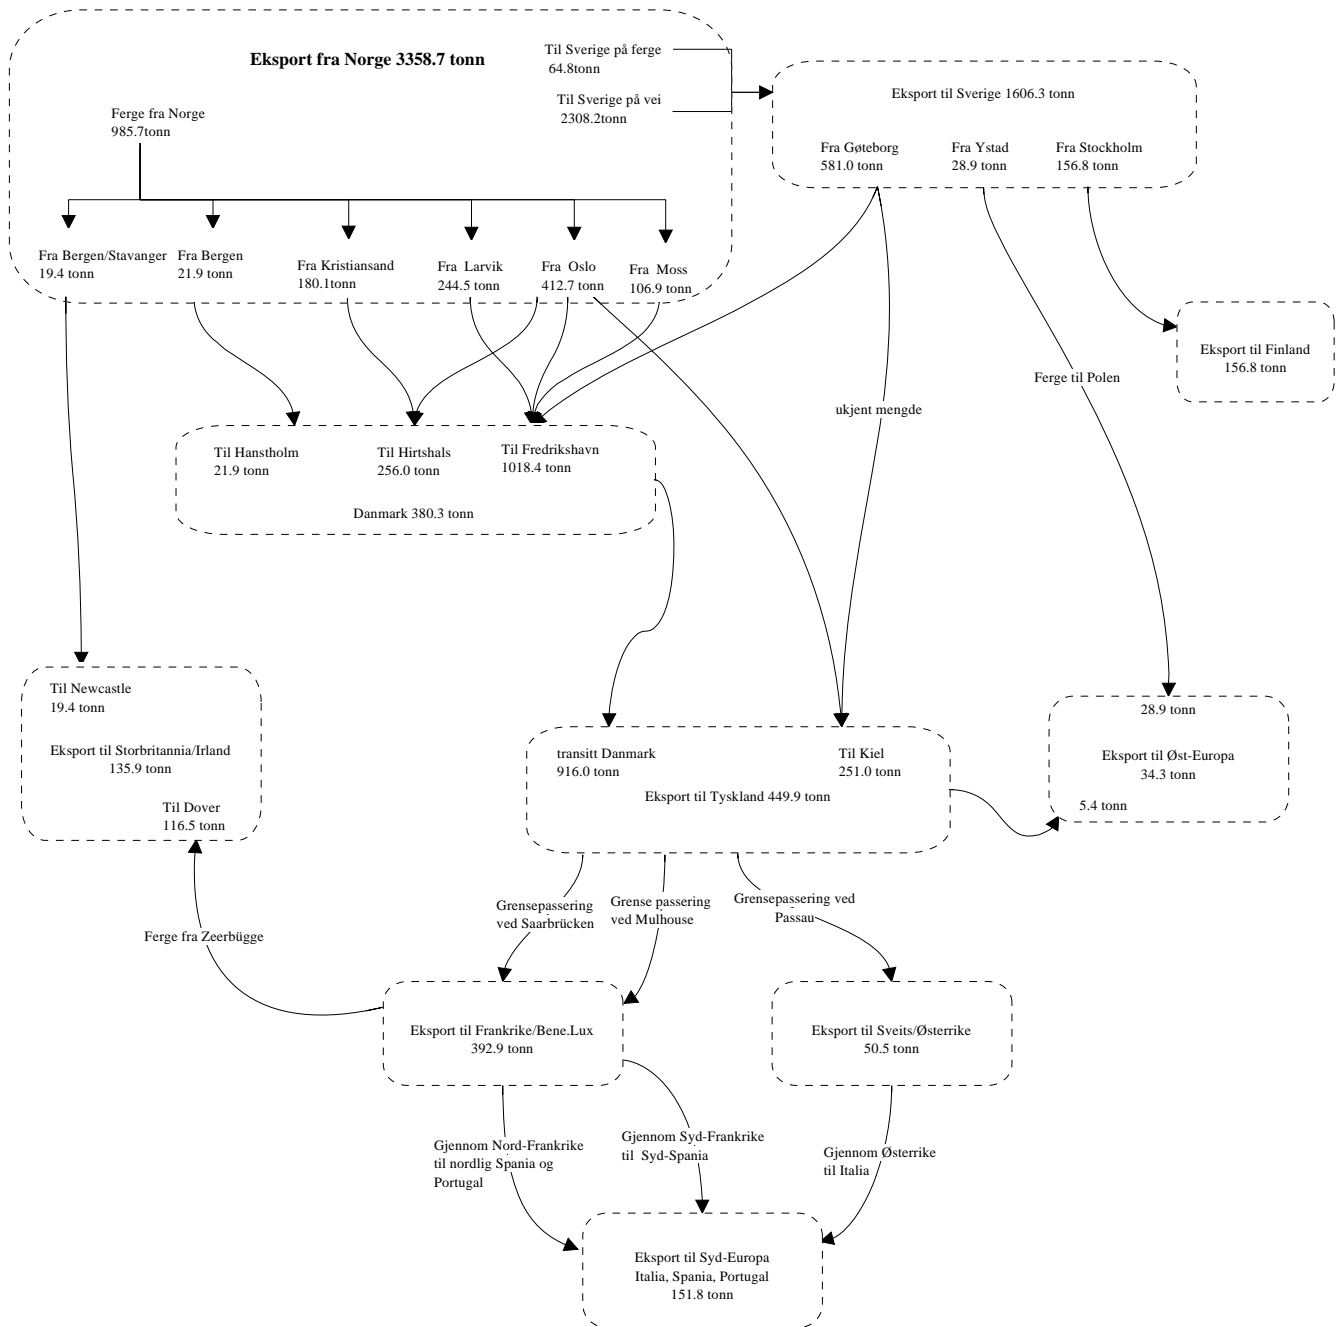 Eksport fra Norge 3358.7 tonn
Til Sverige på ferge
64.8tonn
Til Sverige på vei
2308.2tonn
Ferge fra Norge
985.7tonn
Fra Bergen/Stavanger
19.4 tonn
Fra Bergen
21.9 tonn
Fra Kristiansand
180.1tonn
Fra Larvik
244.5 tonn
Fra Oslo
412.7 tonn
Fra Moss
106.9 tonn
Eksport til Sverige 1606.3 tonn
Fra Gøteborg
581.0 tonn
Fra Ystad
28.9 tonn
Fra Stockholm
156.8 tonn
Eksport til Finland
156.8 tonn
Ferge til Polen
ukjent mengde
Til Hanstholm
21.9 tonn
Til Hirtshals
256.0 tonn
Til Fredrikshavn
1018.4 tonn
Danmark 380.3 tonn
Til Newcastle
19.4 tonn
Eksport til Storbritannia/Irland
135.9 tonn
Til Dover
116.5 tonn
transitt Danmark
916.0 tonn
Til Kiel
251.0 tonn
Eksport til Tyskland 449.9 tonn
28.9 tonn
Eksport til Øst-Europa
34.3 tonn
5.4 tonn
Grensepassering
ved Saarbrücken
Grense passering
ved Mulhouse
Grensepassering ved
Passau
Ferge fra Zeerbügge
Eksport til Frankrike/Bene.Lux
392.9 tonn
Eksport til Sveits/Østerrike
50.5 tonn
Gjennom Nord-Frankrike
til nordlig Spania og
Portugal
Gjennom Syd-Frankrike
til Syd-Spania
Gjennom Østerrike
til Italia
Eksport til Syd-Europa
Italia, Spania, Portugal
151.8 tonn